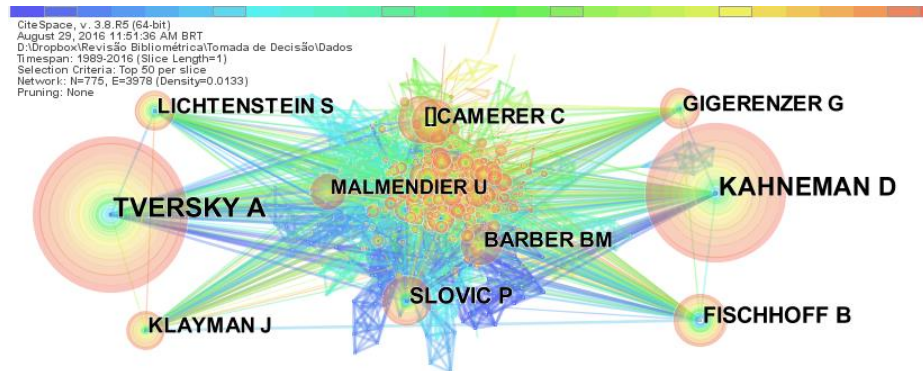 CiteSpace, v. 3.8.R5 (64-bit)
August 29, 2016 11:51:36 AM BRT
D:\Dropbox\Revisão Bibliométrica\Tomada de Decisão\Dados
Timespan: 1989-2016 (Slice Length=1)
Selection Criteria: Top 50 per slice
Network: N=775, E=3978 (Density=0.0133)
Pruning: None
LICHTENSTEIN S
[]CAMERER C
GIGERENZER G
MALMENDIER U
KAHNEMAN D
TVERSKY A
BARBER BM
SLOVIC P
FISCHHOFF B
KLAYMAN J